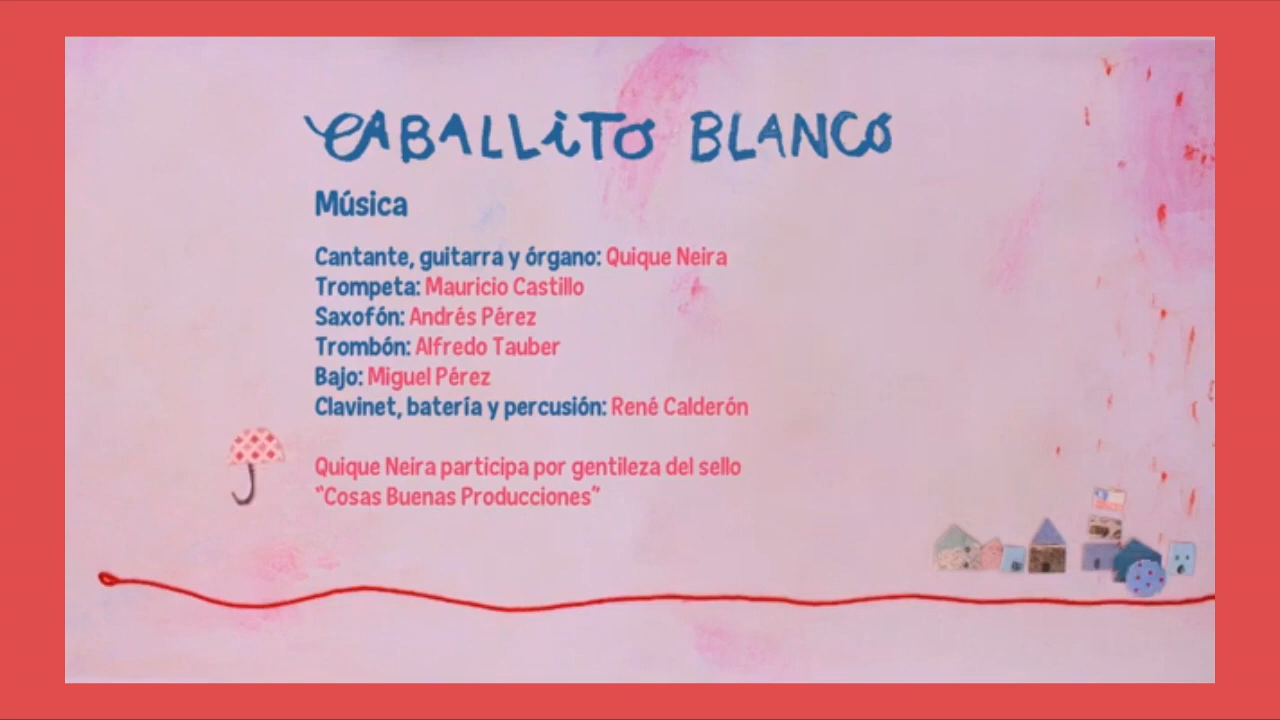 CABALLiTO BLANCO
Música
Cantante, guitarra y órgano: Quique Neira
Trompeta: Mauricio Castillo
Saxofón: Andrés Pérez
Trombón: Alfredo Tauber
Bajo: Miguel Pérez
Clavinet, batería y percusión: René Calderón
Quique Neira participa por gentileza del sello
“Cosas Buenas Producciones”